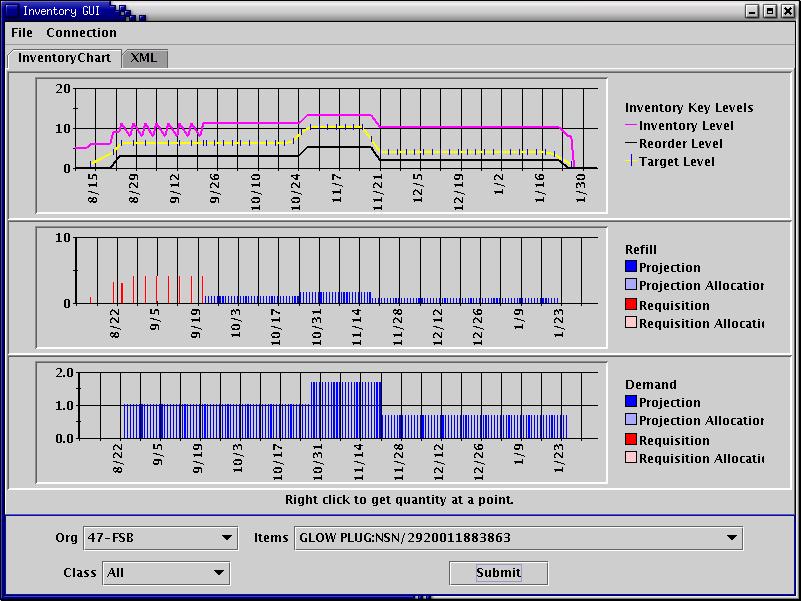 Inventory GUI
File Connection
InventoryChart XML
20
10
0
8/15 8/29 9/12 9/26 10/10 10/24 11/7 11/21 12/5 12/19 1/2 1/16 1/30
Inventory Key Levels
Inventory Level
Reorder Level
Target Level
10
0
8/22 9/5 9/19 10/3 10/17 10/31 11/14 11/28 12/12 12/26 1/9 1/23
Refill
Projection
Projection Allocation
Requisition
Requisition Allocati
2.0
1.0
0.0
8/22 9/5 9/19 10/3 10/17 10/31 11/14 11/28 12/12 12/26 1/9 1/23
Demand
Projection
Projection Allocation
Requisition
Requisition Allocati
Right click to get quantity at a point.
Org 47-FSB Items GLOW PLUG:NSN/2920011883863
Class All Submit